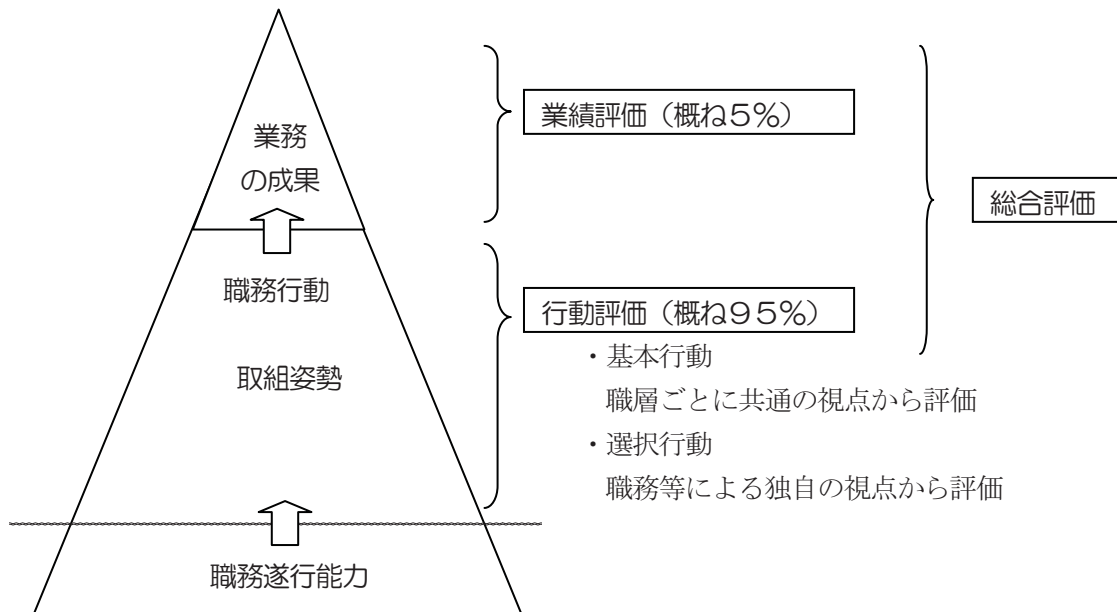 業務
の成果
職務行動
取組姿勢
職務遂行能力
業績評価（概ね５％）
行動評価（概ね９５％）
・基本行動
職層ごとに共通の視点から評価
・選択行動
職務等による独自の視点から評価
総合評価